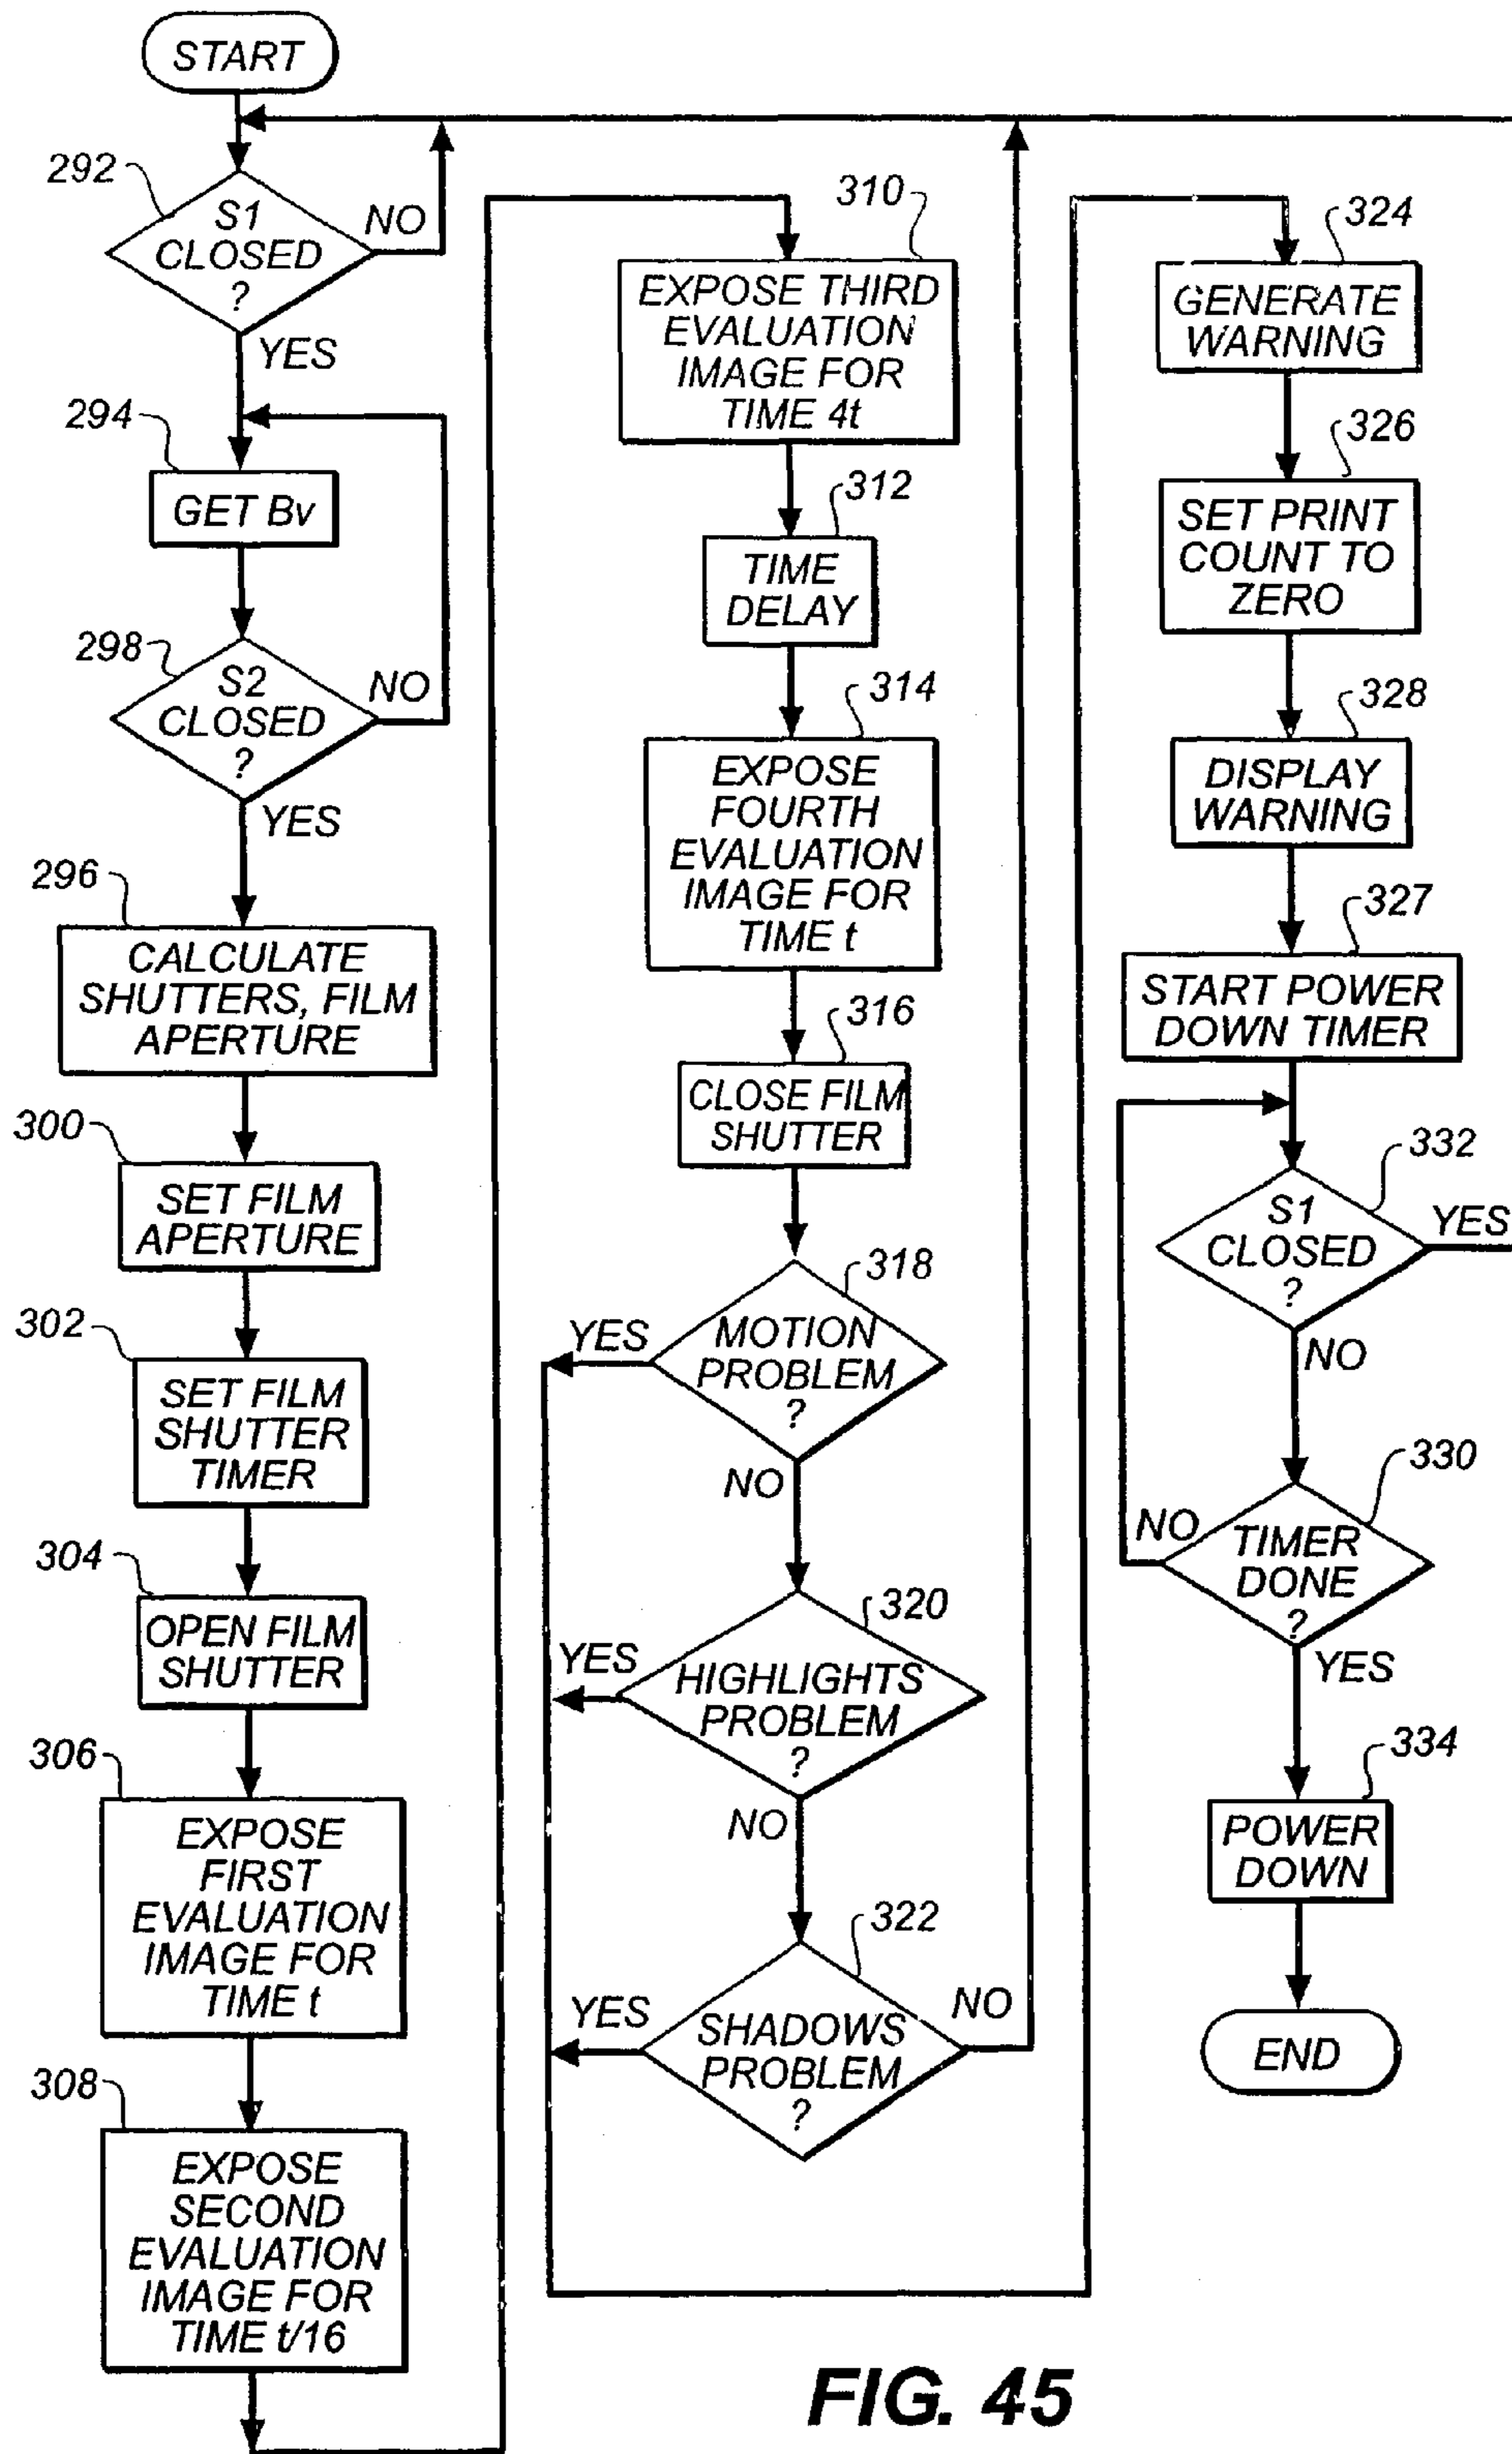 START
292
S1
CLOSED
?
NO
YES
294
GET Bv
298
S2
CLOSED
?
NO
YES
296
CALCULATE
SHUTTERS, FILM
APERTURE
300
SET FILM
APERTURE
302
SET FILM
SHUTTER
TIMER
304
OPEN FILM
SHUTTER
306
EXPOSE
FIRST
EVALUATION
IMAGE FOR
TIME t
308
EXPOSE
SECOND
EVALUATION
IMAGE FOR
TIME t/16
310
EXPOSE THIRD
EVALUATION
IMAGE FOR
TIME 4t
312
TIME
DELAY
314
EXPOSE
FOURTH
EVALUATION
IMAGE FOR
TIME t
316
CLOSE FILM
SHUTTER
318
YES
MOTION
PROBLEM
?
NO
320
YES
HIGHLIGHTS
PROBLEM
?
NO
322
YES
SHADOWS
PROBLEM
?
NO
324
GENERATE
WARNING
326
SET PRINT
COUNT TO
ZERO
328
DISPLAY
WARNING
327
START POWER
DOWN TIMER
332
S1
CLOSED
?
YES
NO
330
NO
TIMER
DONE
?
YES
334
POWER
DOWN
END
FIG. 45